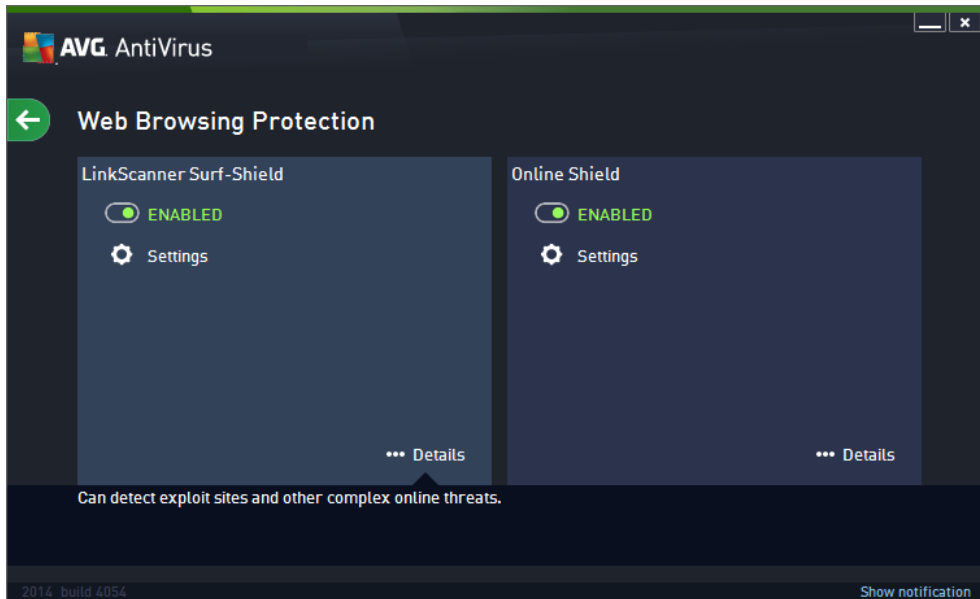 AVG. AntiVirus
Web Browsing Protection
LinkScanner Surf-Shield
ENABLED
Settings
Details
Online Shield
ENABLED
Settings
Details
Can detect exploit sites and other complex online threats.
2014 build 4054
Show notification